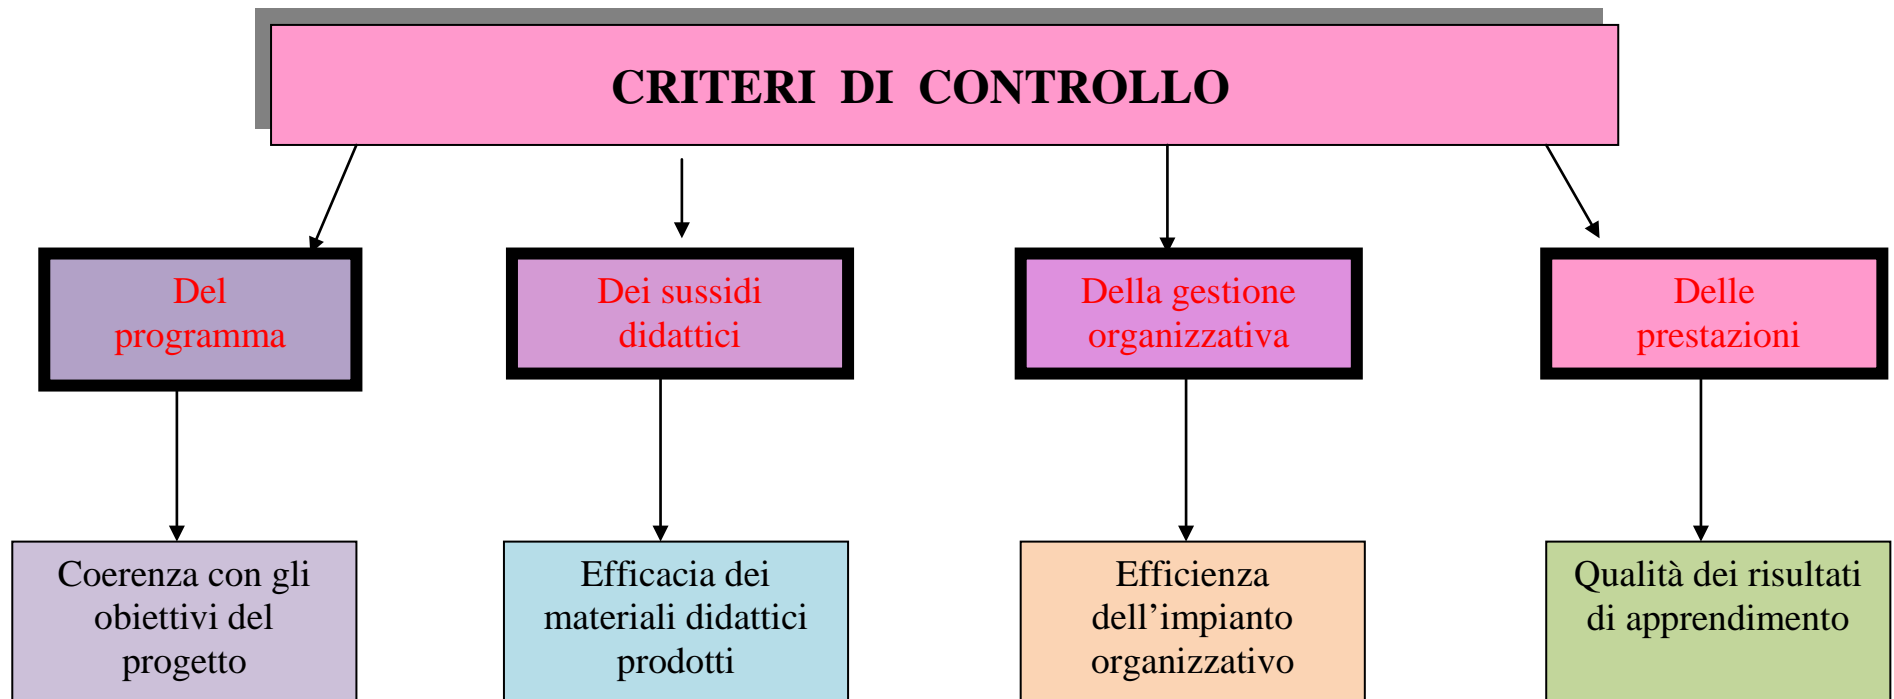 CRITERI DI CONTROLLO
Del
programma
Dei sussidi
didattici
Della gestione
organizzativa
Delle
prestazioni
Coerenza con gli
obiettivi del
progetto
Efficacia dei
materiali didattici
prodotti
Efficienza
dell’impianto
organizzativo
Qualità dei risultati
di apprendimento